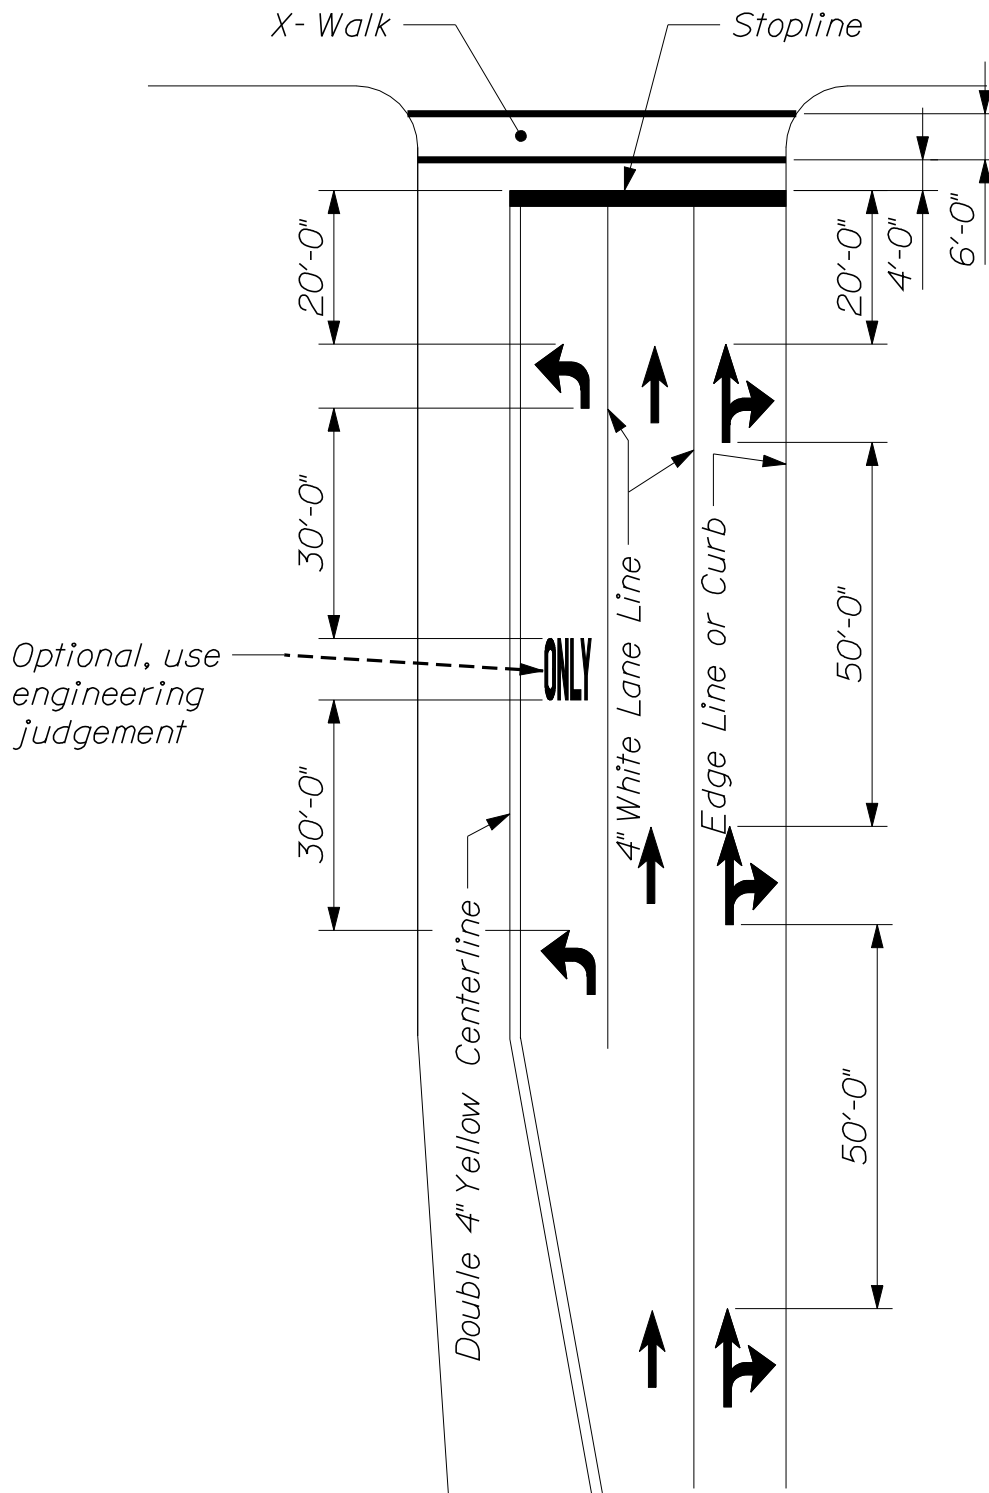 X- Walk
Stopline
20'-0"
20'-0"
4'-0"
6'-0"
30'-0"
50'-0"
Optional, use
engineering
judgement
ONLY
4" White Lane Line
Edge Line or Curb
30'-0"
Double 4" Yellow Centerline
50'-0"